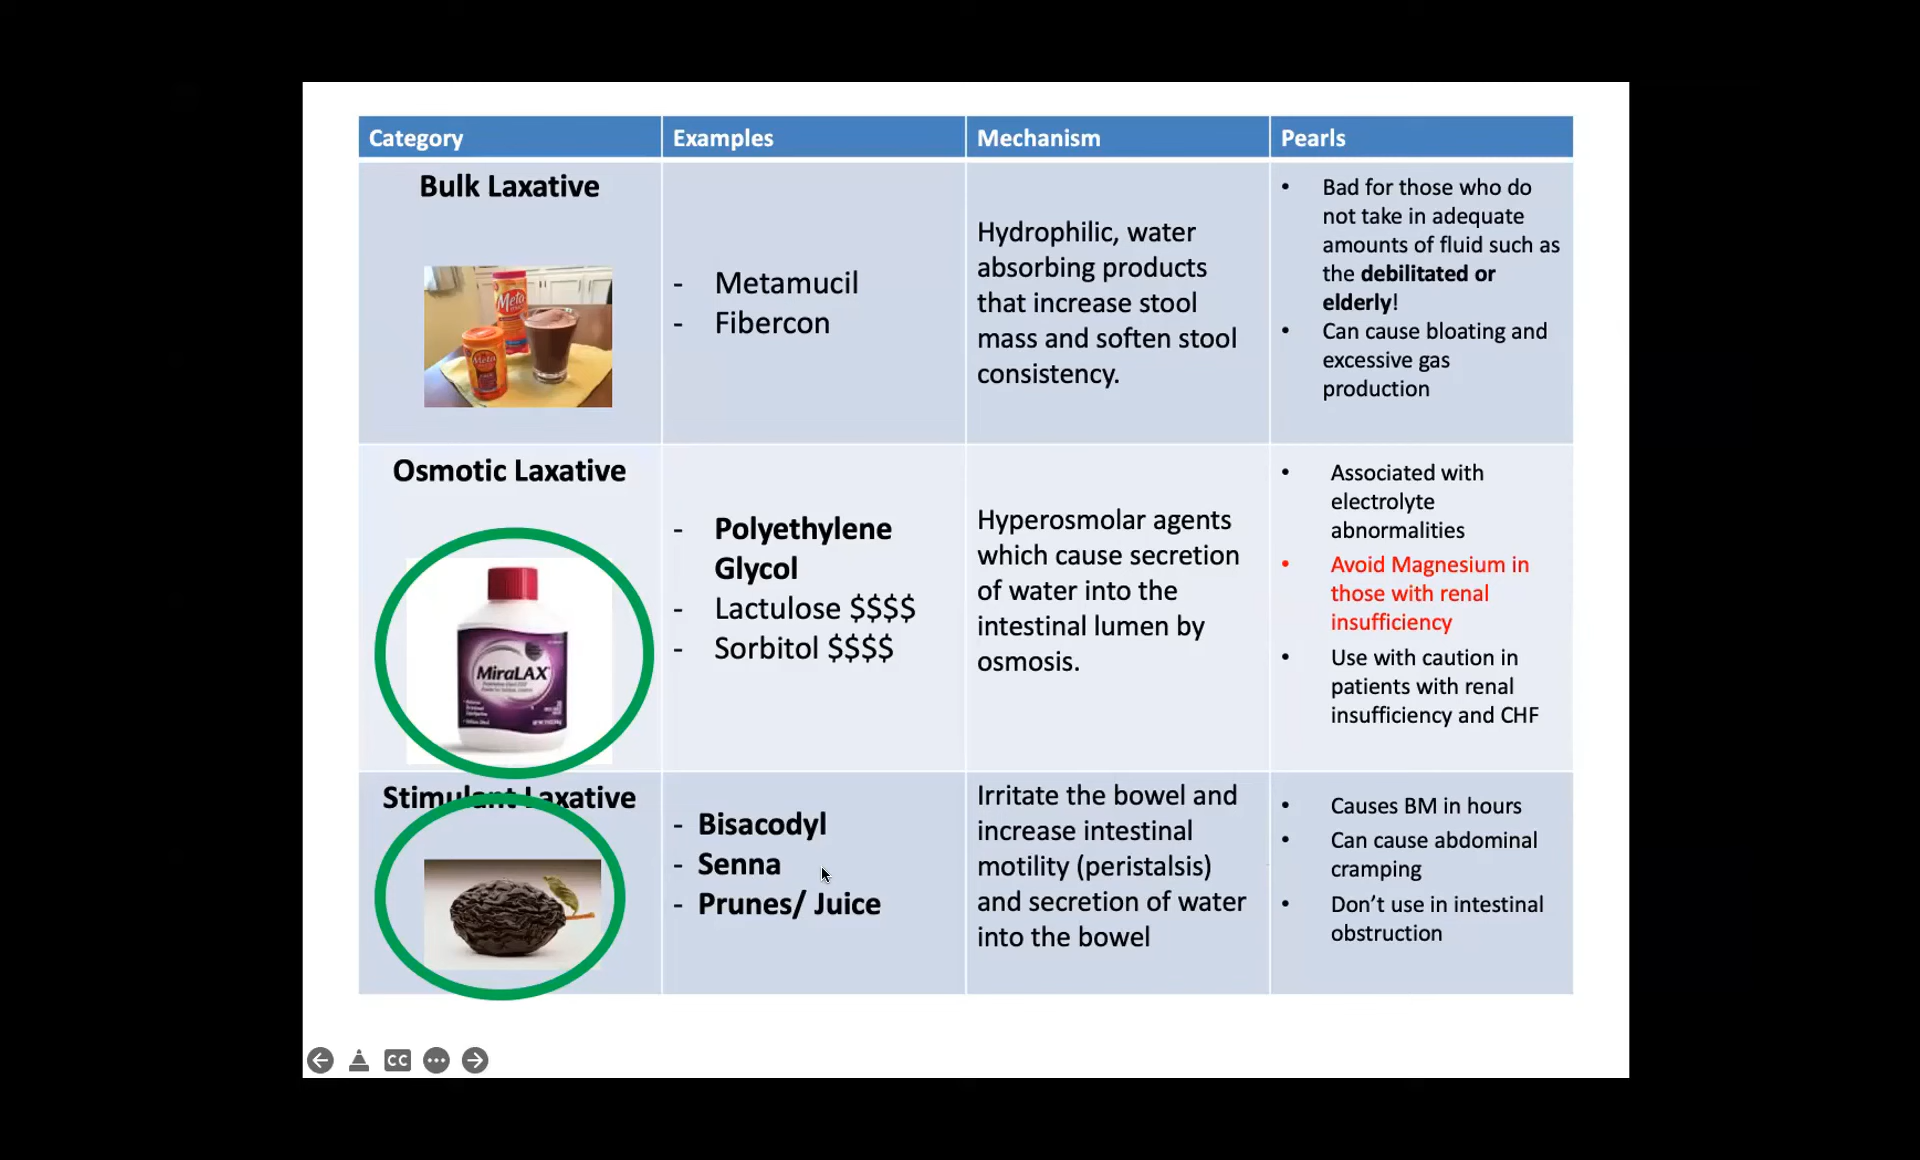 Category
Examples
Mechanism
Pearls
Bulk Laxative
Meta
Meta
- Metamucil
- Fibercon
Hydrophilic, water
absorbing products
that increase stool
mass and soften stool
consistency.
• Bad for those who do
not take in adequate
amounts of fluid such as
the debilitated or
elderly!
• Can cause bloating and
excessive gas
production
Osmotic Laxative
MiraLAX
- Polyethylene
Glycol
- Lactulose $$$$
- Sorbitol $$$$
Hyperosmolar agents
which cause secretion
of water into the
intestinal lumen by
osmosis.
• Associated with
electrolyte
abnormalities
• Avoid Magnesium in
those with renal
insufficiency
• Use with caution in
patients with renal
insufficiency and CHF
Stimulant Laxative
- Bisacodyl
- Senna
- Prunes/ Juice
Irritate the bowel and
increase intestinal
motility (peristalsis)
and secretion of water
into the bowel
• Causes BM in hours
• Can cause abdominal
cramping
• Don’t use in intestinal
obstruction
CC